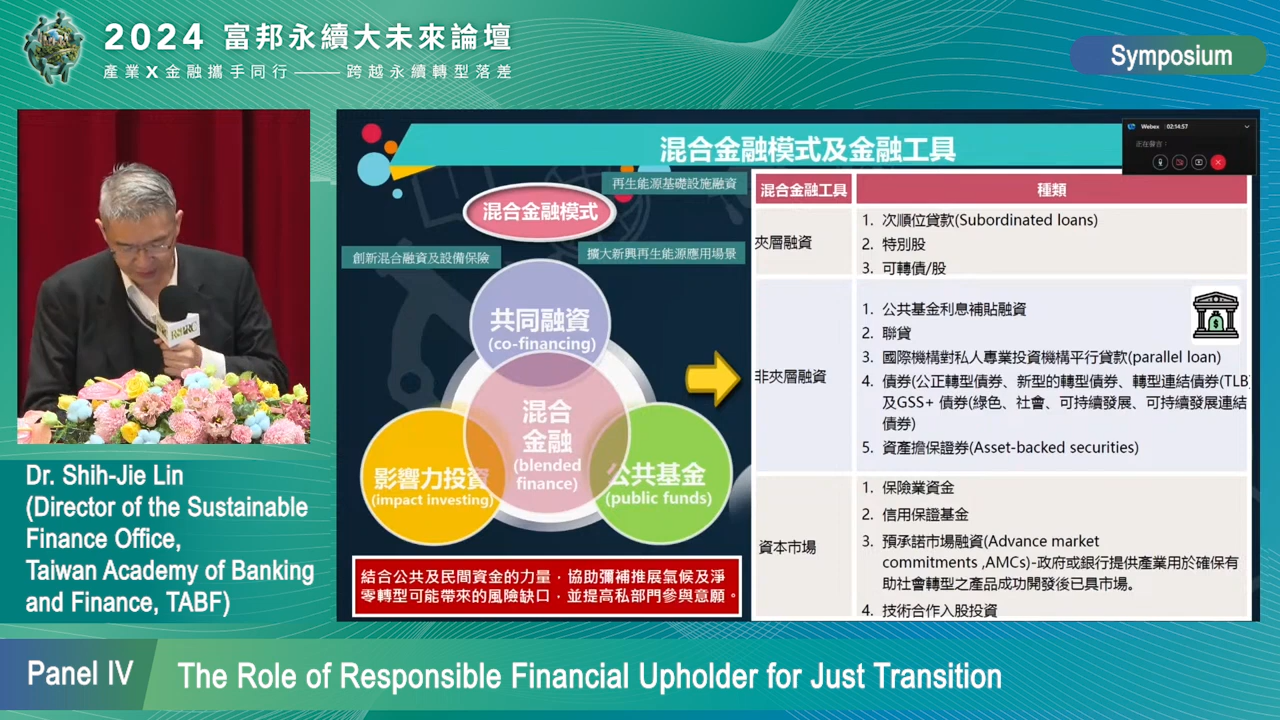 2024 富邦永續大未來論壇
產業X金融攜手同行——跨越永續轉型落差
Symposium
混合金融模式及金融工具
Webex 02:14:57
正在發言：
再生能源基礎設施融資
混合金融模式
創新混合融資及設備保險
擴大新興再生能源應用場景
共同融資
(co-financing)
混合
金融
(blended
finance)
影響力投資
(impact investing)
公共基金
(public funds)
結合公共及民間資金的力量，協助彌補推展氣候及淨
零轉型可能帶來的風險缺口，並提高私部門參與意願。
混合金融工具
種類
夾層融資
1. 次順位貸款(Subordinated loans)
2. 特別股
3. 可轉債/股
非夾層融資
1. 公共基金利息補貼融資
2. 聯貸
3. 國際機構對私人專業投資機構平行貸款(parallel loan)
4. 債券(公正轉型債券、新型的轉型債券、轉型連結債券(TLB)
及GSS+ 債券(綠色、社會、可持續發展、可持續發展連結
債券)
5. 資產擔保證券(Asset-backed securities)
資本市場
1. 保險業資金
2. 信用保證基金
3. 預承諾市場融資(Advance market
commitments ,AMCs)-政府或銀行提供產業用於確保有
助社會轉型之產品成功開發後已具市場。
4. 技術合作入股投資
Dr. Shih-Jie Lin
(Director of the Sustainable
Finance Office,
Taiwan Academy of Banking
and Finance, TABF)
Panel IV
The Role of Responsible Financial Upholder for Just Transition